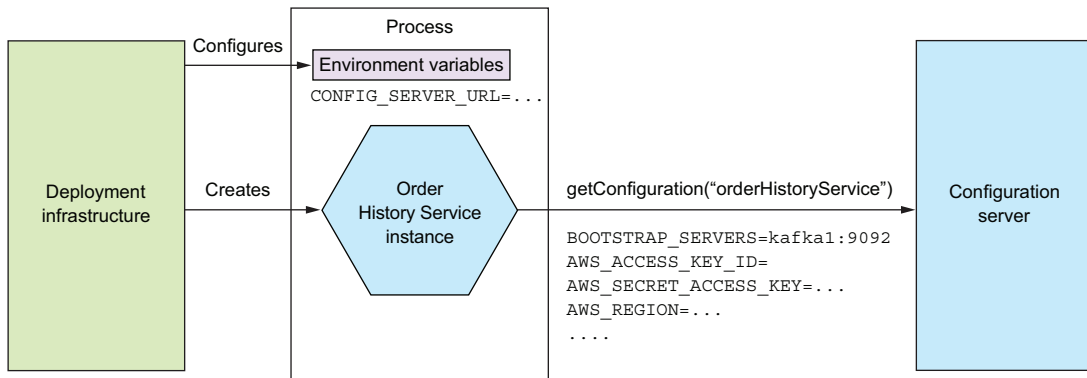 Process
Configures
Environment variables
CONFIG_SERVER_URL=...
Deployment
infrastructure
Creates
Order
History Service
instance
getConfiguration(“orderHistoryService”)
BOOTSTRAP_SERVERS=kafka1:9092
AWS_ACCESS_KEY_ID=
AWS_SECRET_ACCESS_KEY=...
AWS_REGION=...
....
Configuration
server